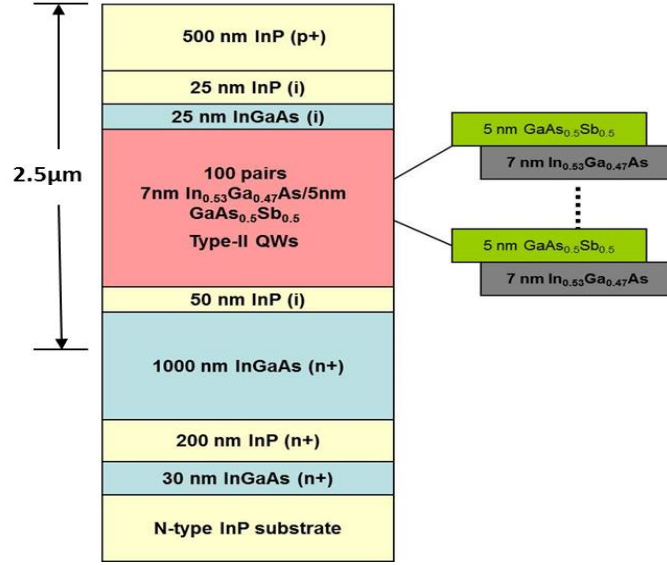 500 nm InP (p+)
25 nm InP (i)
25 nm InGaAs (i)
2.5µm
100 pairs
7nm In₀.₅₃Ga₀.₄₇As/5nm
GaAs₀.₅Sb₀.₅
Type-II QWs
50 nm InP (i)
1000 nm InGaAs (n+)
200 nm InP (n+)
30 nm InGaAs (n+)
N-type InP substrate
5 nm GaAs₀.₅Sb₀.₅
7 nm In₀.₅₃Ga₀.₄₇As
5 nm GaAs₀.₅Sb₀.₅
7 nm In₀.₅₃Ga₀.₄₇As